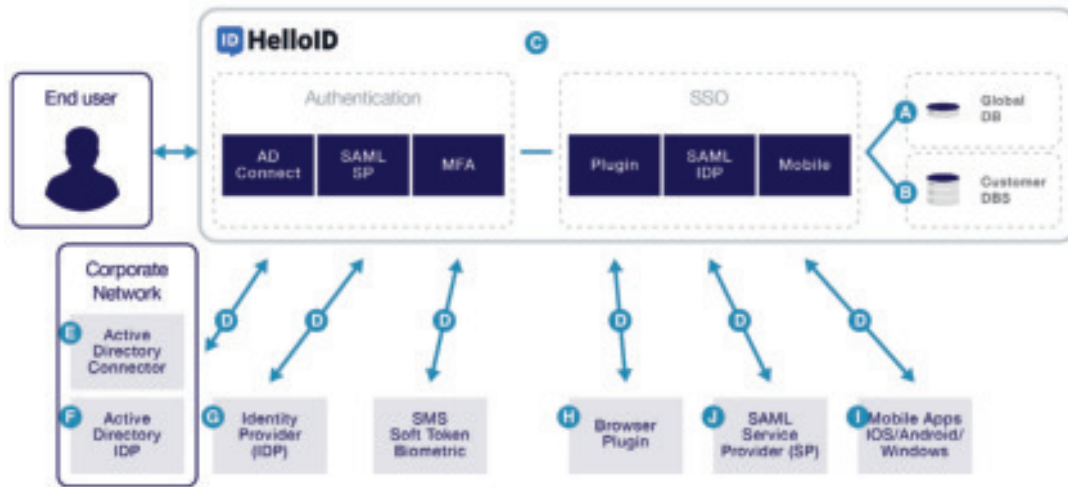 ID HelloID
C
End user
Authentication
SSO
A
Global
DB
AD
Connect
SAML
SP
MFA
Plugin
SAML
IDP
Mobile
B
Customer
DBS
Corporate
Network
D
D
D
D
D
D
E
Active
Directory
Connector
F
Active
Directory
IDP
G
Identity
Provider
(IDP)
SMS
Soft Token
Biometric
H
Browser
Plugin
J
SAML
Service
Provider (SP)
I
Mobile Apps
IOS/Android/
Windows